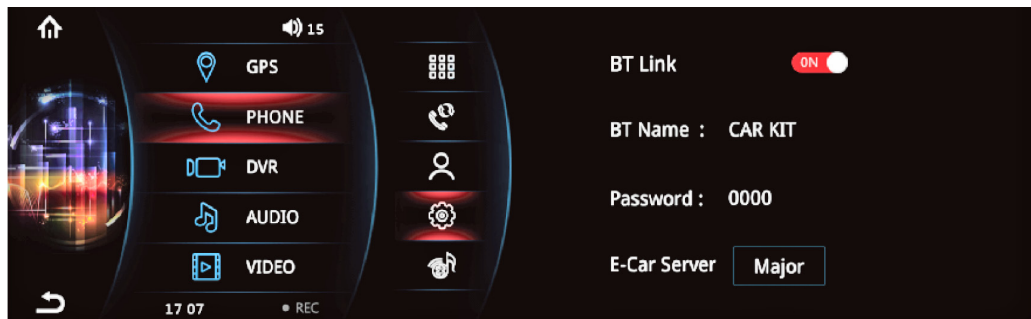 15
GPS
PHONE
DVR
AUDIO
VIDEO
17 07 ● REC
BT Link ON
BT Name : CAR KIT
Password : 0000
E-Car Server Major